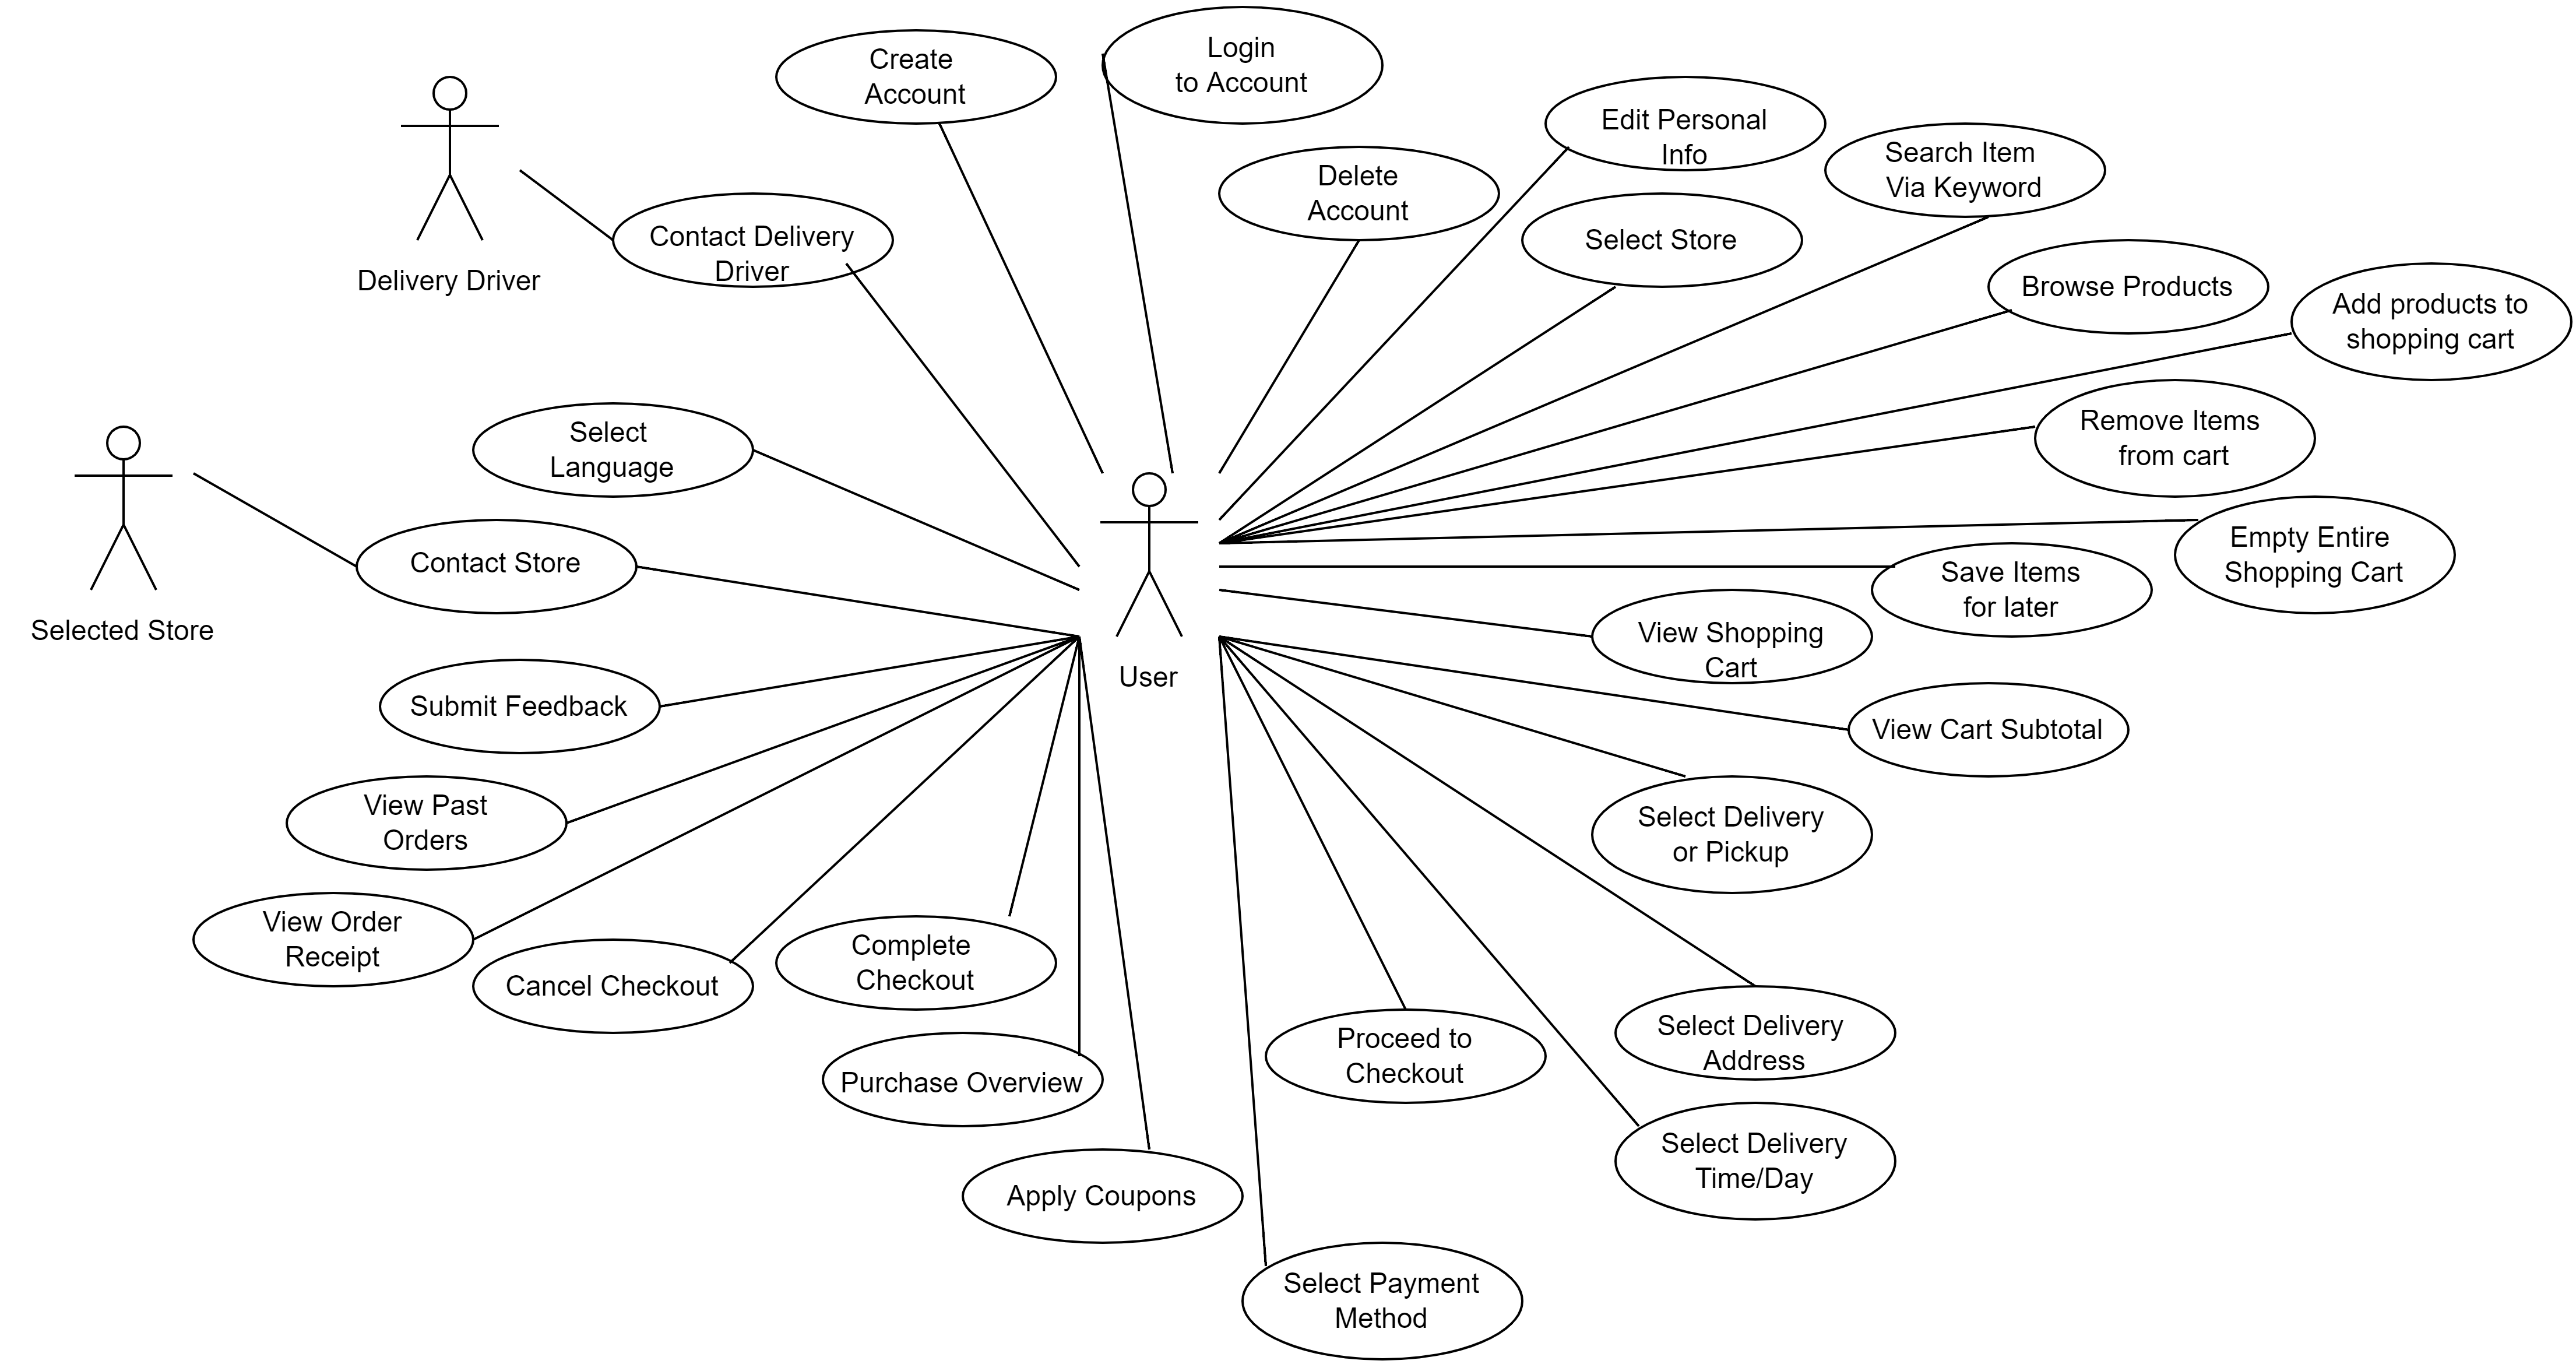 Create
Account
Login
to Account
Edit Personal
Info
Search Item
Via Keyword
Delete
Account
Select Store
Contact Delivery
Driver
Delivery Driver
Browse Products
Add products to
shopping cart
Select
Language
Remove Items
from cart
Contact Store
Selected Store
Empty Entire
Shopping Cart
Save Items
for later
View Shopping
Cart
User
Submit Feedback
View Cart Subtotal
View Past
Orders
Select Delivery
or Pickup
View Order
Receipt
Cancel Checkout
Complete
Checkout
Purchase Overview
Proceed to
Checkout
Select Delivery
Address
Select Delivery
Time/Day
Apply Coupons
Select Payment
Method